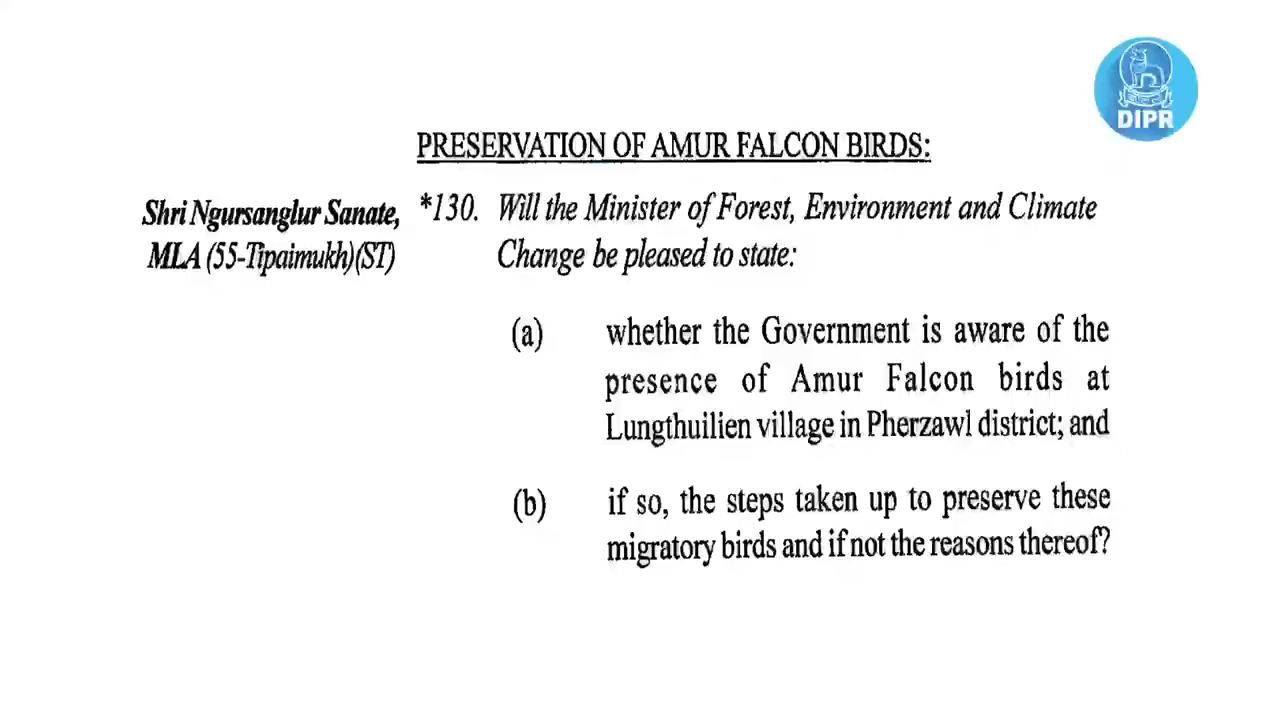 DIPR
PRESERVATION OF AMUR FALCON BIRDS:
Shri Ngursanglur Sanate,
MLA (55-Tipaimukh)(ST)
*130. Will the Minister of Forest, Environment and Climate
Change be pleased to state:
(a) whether the Government is aware of the
presence of Amur Falcon birds at
Lungthuilien village in Pherzawl district; and
(b) if so, the steps taken up to preserve these
migratory birds and if not the reasons thereof?